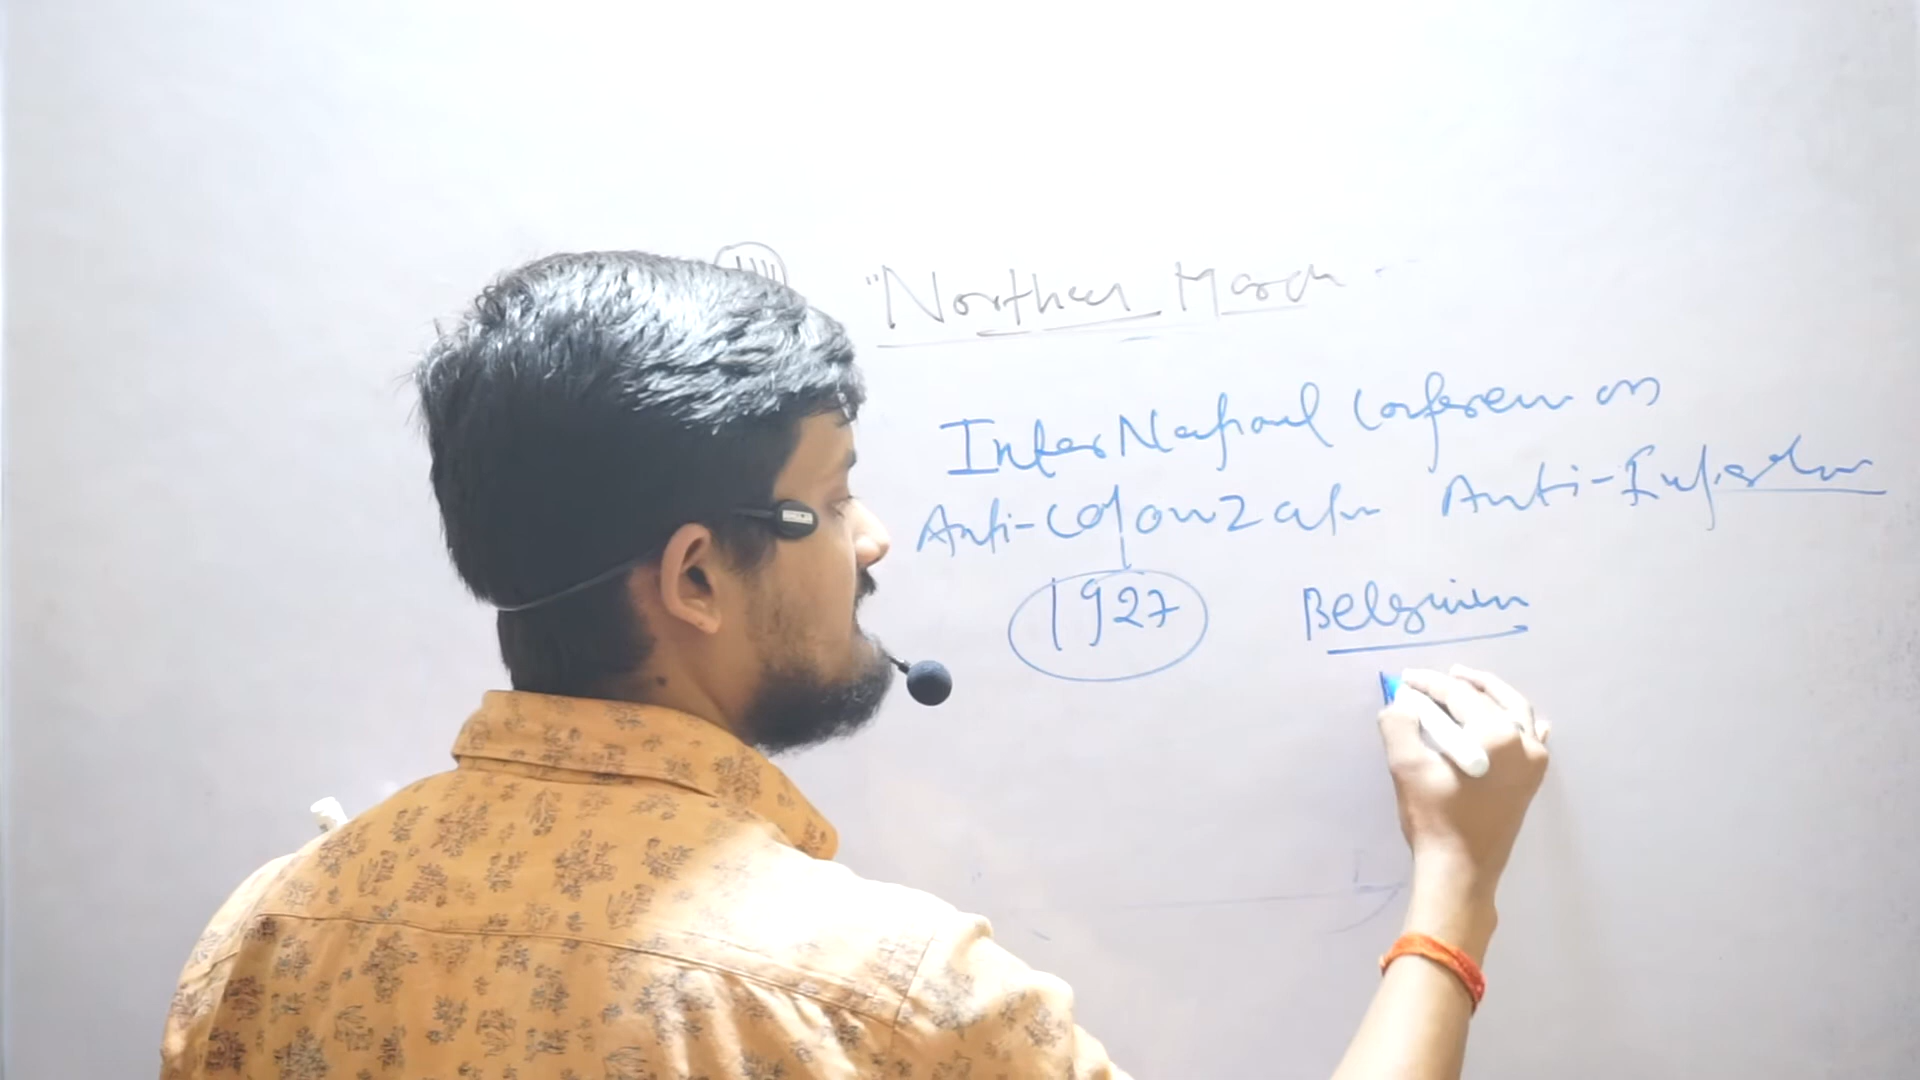 "Northern March
InterNational Conference on
Anti-Colonization Anti-Imperialism
1927 Belgium